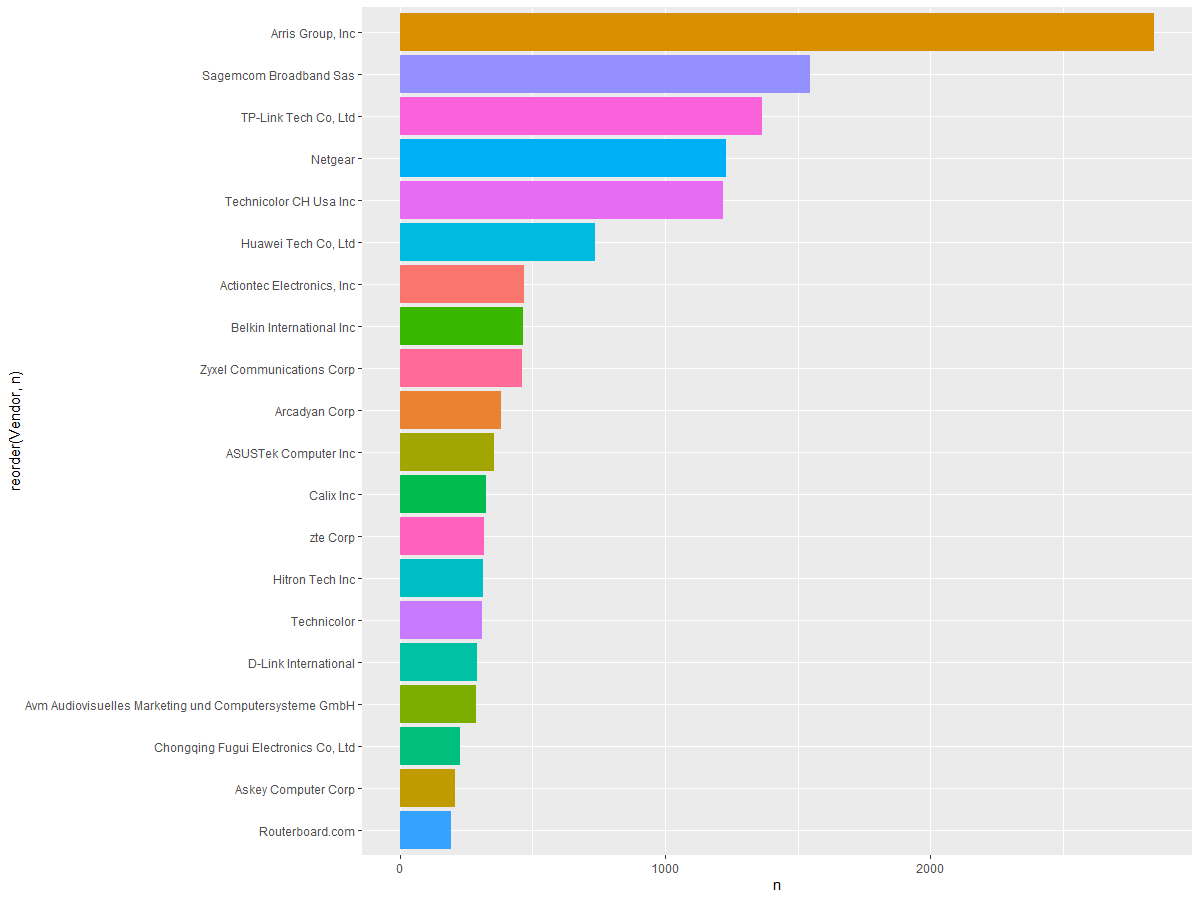 Arris Group, Inc
Sagemcom Broadband Sas
TP-Link Tech Co, Ltd
Netgear
Technicolor CH Usa Inc
Huawei Tech Co, Ltd
Actiontec Electronics, Inc
Belkin International Inc
Zyxel Communications Corp
Arcadyan Corp
ASUSTek Computer Inc
Calix Inc
zte Corp
Hitron Tech Inc
Technicolor
D-Link International
Avm Audiovisuelles Marketing und Computersysteme GmbH
Chongqing Fugui Electronics Co, Ltd
Askey Computer Corp
Routerboard.com
reorder(Vendor, n)
0 1000 2000
n